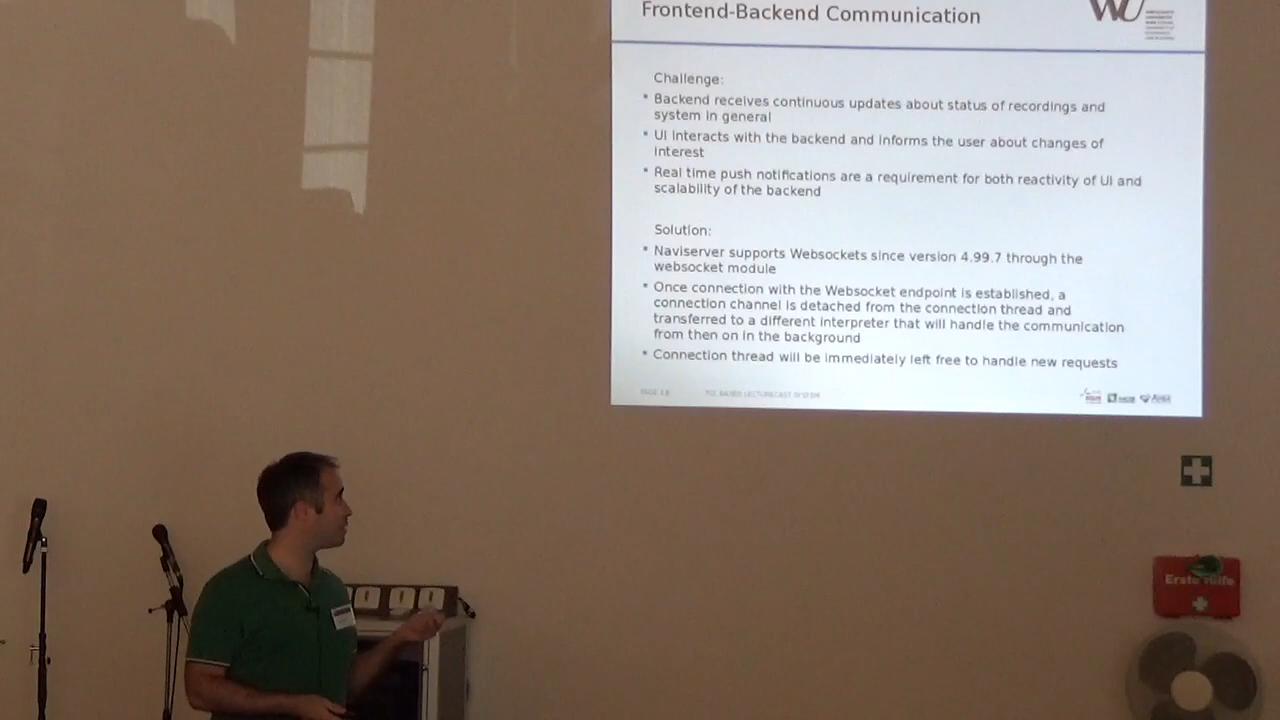 Frontend-Backend Communication
WU
Challenge:
* Backend receives continuous updates about status of recordings and
system in general
* UI interacts with the backend and informs the user about changes of
interest
* Real time push notifications are a requirement for both reactivity of UI and
scalability of the backend
Solution:
* Naviserver supports Websockets since version 4.99.7 through the
websocket module
* Once connection with the Websocket endpoint is established, a
connection channel is detached from the connection thread and
transferred to a different interpreter that will handle the communication
from then on in the background
* Connection thread will be immediately left free to handle new requests
TCL BASED LECTURECAST SYSTEM
Erste Hilfe